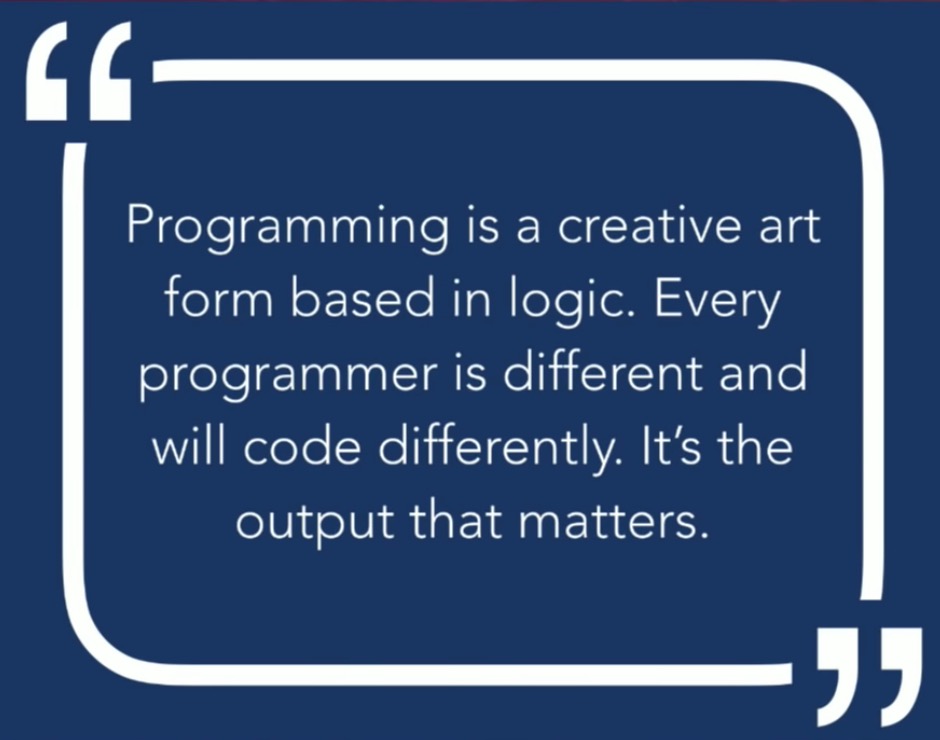 “
Programming is a creative art
form based in logic. Every
programmer is different and
will code differently. It’s the
output that matters.
”